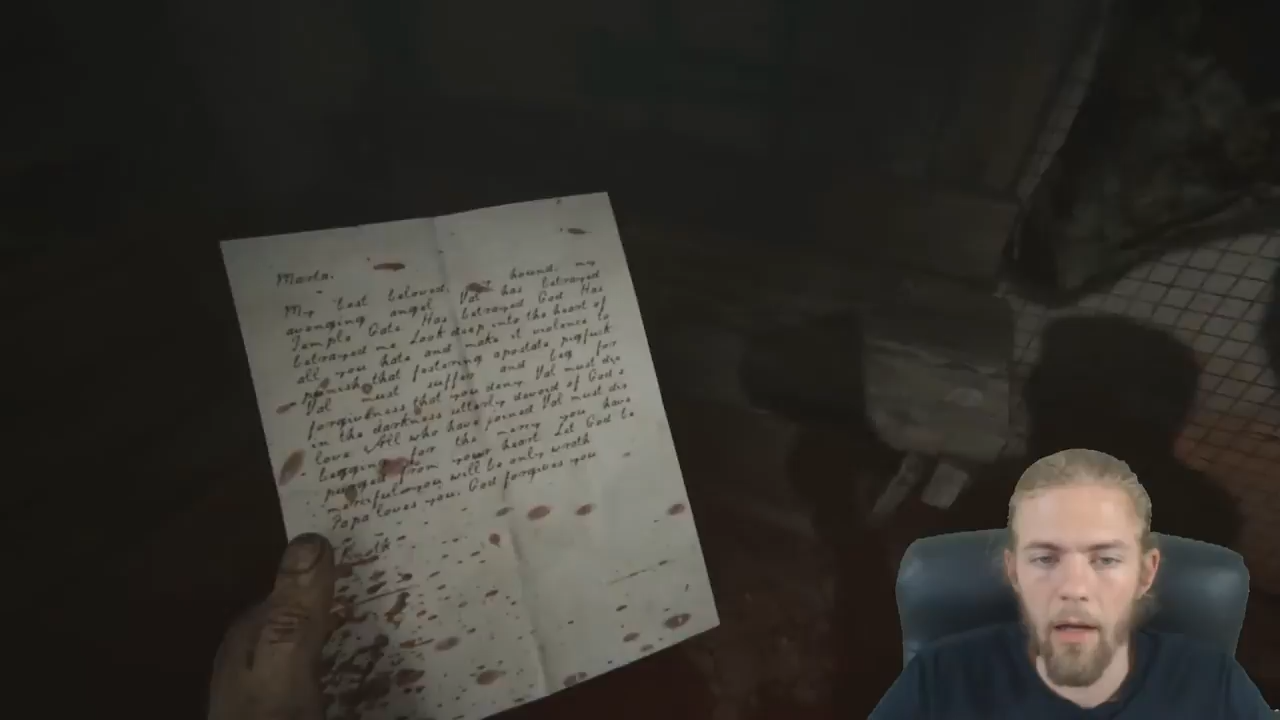 Marta.
My best beloved, hound, my
avenging angel. Val has betrayed
Temple Gate. Has betrayed God. Has
betrayed me. Look deep into the heart of
all you hate and make it violence to
punish that festering apostate pigfuck.
Val must suffer and beg for
forgiveness that you deny. Val must die
in the darkness utterly devoid of God's
love. All who have joined Val must die
begging for the mercy you have
purged from your heart. Let God be
merciful you will be only wrath
Papa loves you. God forgives you
Knoth